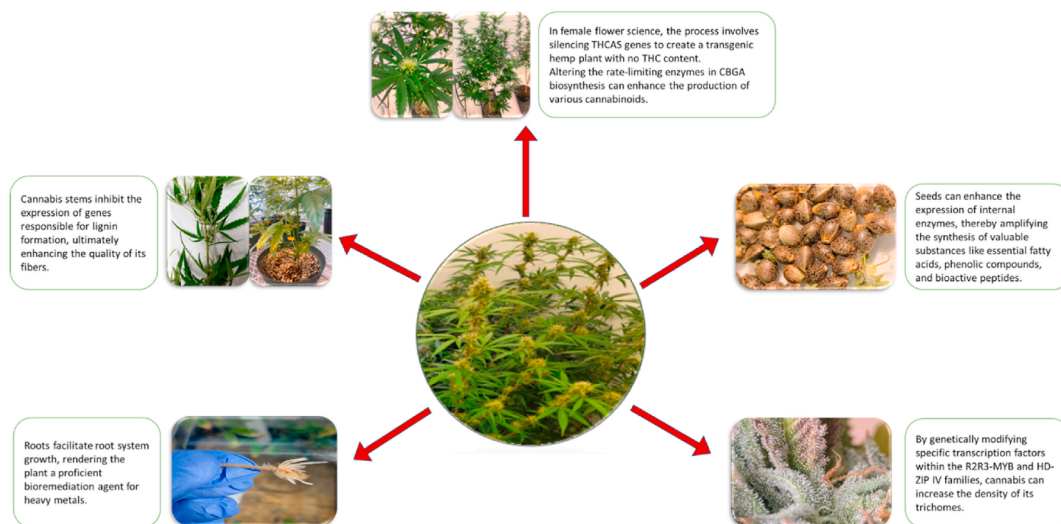 In female flower science, the process involves
silencing THCAS genes to create a transgenic
hemp plant with no THC content.
Altering the rate-limiting enzymes in CBGA
biosynthesis can enhance the production of
various cannabinoids.
Cannabis stems inhibit the
expression of genes
responsible for lignin
formation, ultimately
enhancing the quality of its
fibers.
Seeds can enhance the
expression of internal
enzymes, thereby amplifying
the synthesis of valuable
substances like essential fatty
acids, phenolic compounds,
and bioactive peptides.
Roots facilitate root system
growth, rendering the
plant a proficient
bioremediation agent for
heavy metals.
By genetically modifying
specific transcription factors
within the R2R3-MYB and HD-
ZIP IV families, cannabis can
increase the density of its
trichomes.